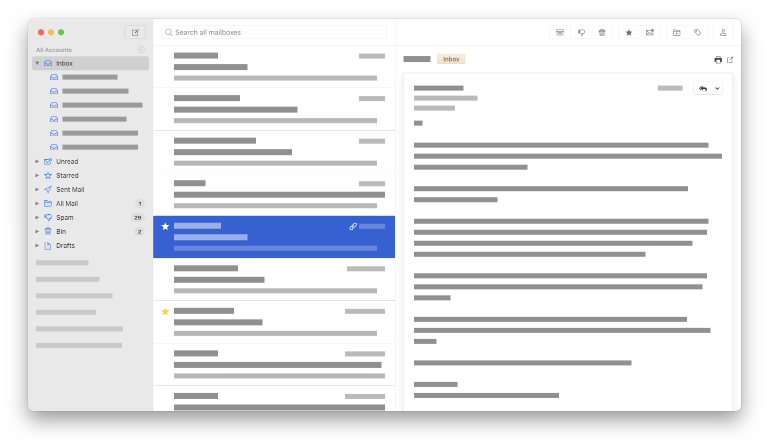 Search all mailboxes
All Accounts
Inbox
Unread
Starred
Sent Mail
All Mail 1
Spam 29
Bin 2
Drafts
Inbox